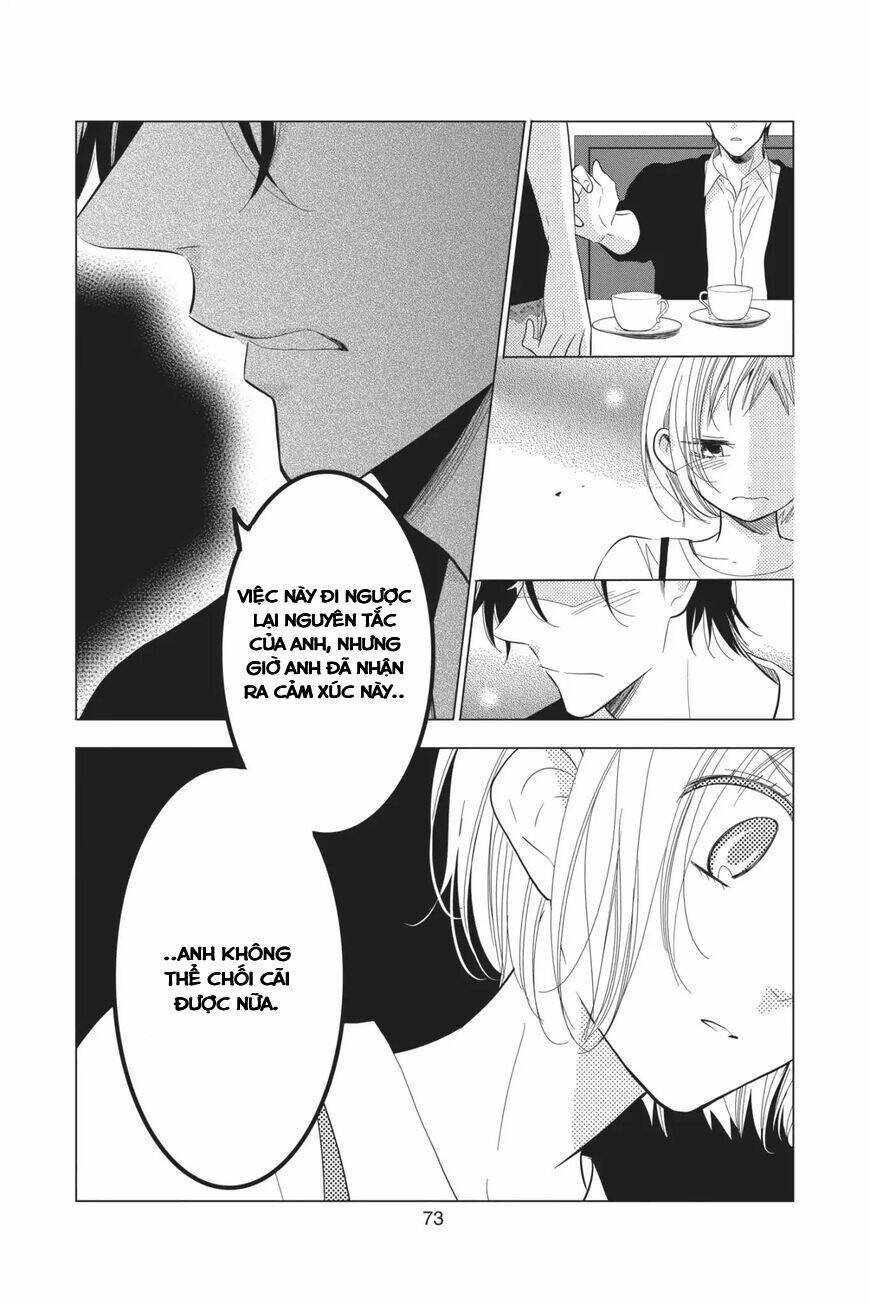 VIỆC NÀY ĐI NGƯỢC
LẠI NGUYÊN TẮC
CỦA ANH, NHƯNG
GIỜ ANH ĐÃ NHẬN
RA CẢM XÚC NÀY..
..ANH KHÔNG
THỂ CHỐI CÃI
ĐƯỢC NỮA.
73